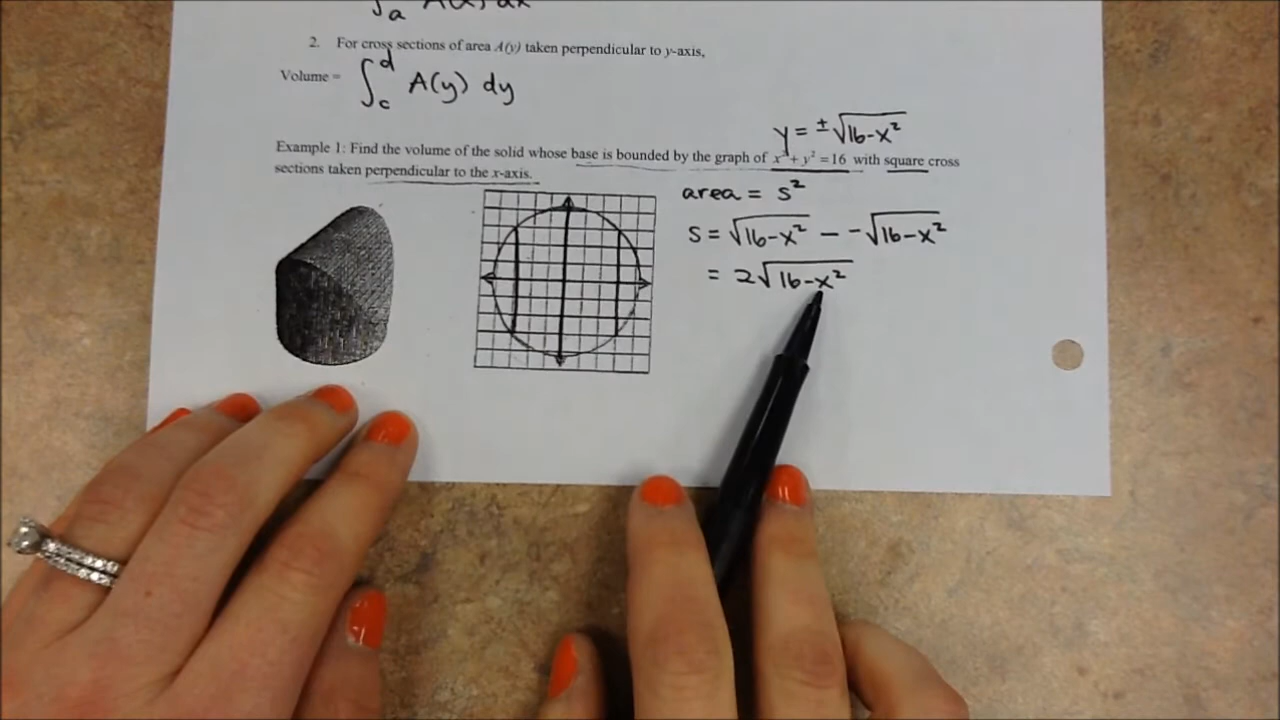 ∫ₐ A(x) dx
2. For cross sections of area A(y) taken perpendicular to y-axis,
Volume = ∫_c^d A(y) dy
y = ±√(16-x²)
Example 1: Find the volume of the solid whose base is bounded by the graph of x² + y² = 16 with square cross
sections taken perpendicular to the x-axis.
area = s²
s = √(16-x²) - -√(16-x²)
= 2√(16-x²)